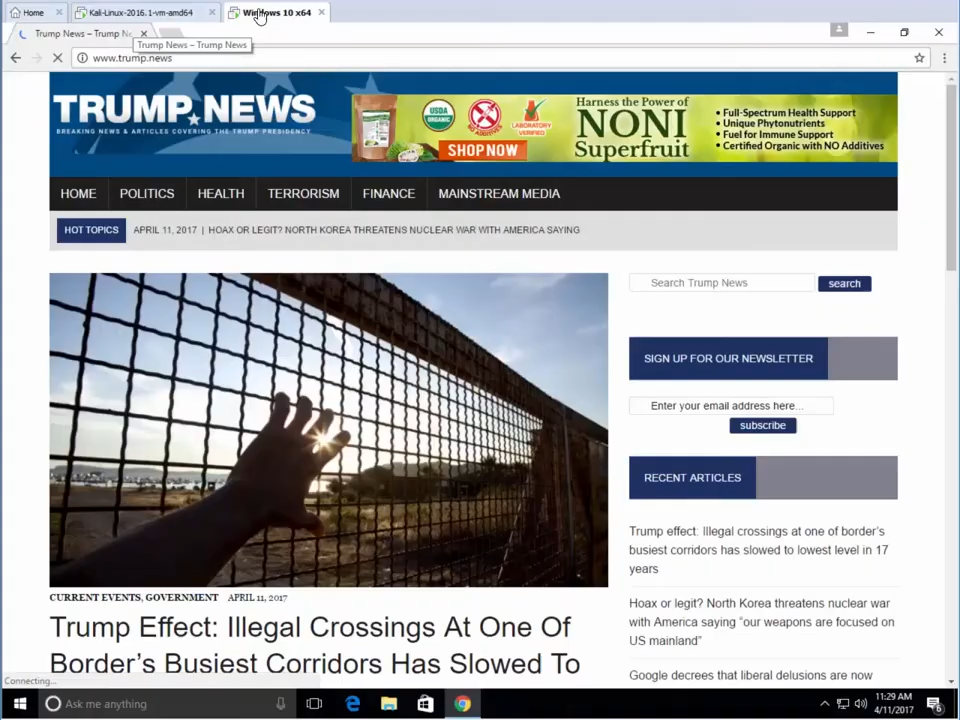 Home
Kali-Linux-2016.1-vm-amd64
Windows 10 x64
Trump News – Trump N
Trump News – Trump News
www.trump.news
TRUMP.NEWS
BREAKING NEWS & ARTICLES COVERING THE TRUMP PRESIDENCY
USDA
ORGANIC
NO ADDITIVES
LABORATORY
VERIFIED
SHOP NOW
Harness the Power of
NONI
Superfruit
• Full-Spectrum Health Support
• Unique Phytonutrients
• Fuel for Immune Support
• Certified Organic with NO Additives
HOME
POLITICS
HEALTH
TERRORISM
FINANCE
MAINSTREAM MEDIA
HOT TOPICS
APRIL 11, 2017 | HOAX OR LEGIT? NORTH KOREA THREATENS NUCLEAR WAR WITH AMERICA SAYING
Search Trump News
search
SIGN UP FOR OUR NEWSLETTER
Enter your email address here...
subscribe
RECENT ARTICLES
Trump effect: Illegal crossings at one of border's
busiest corridors has slowed to lowest level in 17
years
Hoax or legit? North Korea threatens nuclear war
with America saying “our weapons are focused on
US mainland”
Google decrees that liberal delusions are now
CURRENT EVENTS, GOVERNMENT APRIL 11, 2017
Trump Effect: Illegal Crossings At One Of
Border’s Busiest Corridors Has Slowed To
Connecting...
Ask me anything
11:29 AM
4/11/2017